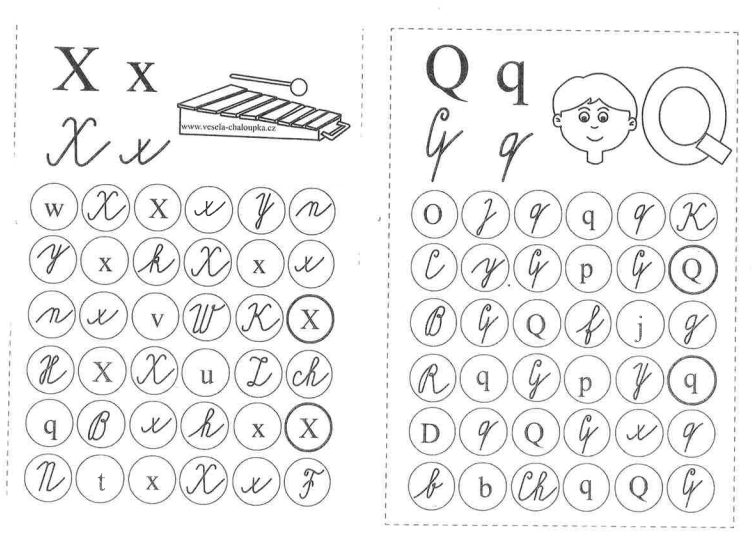 X x
www.vesela-chaloupka.cz
X x
w X X x Y n
y x k X x x
n x v W K X
H X X u ch
q B x h x X
N t x X x F
Q q
Q q
O J q q q K
C y Q p Q Q
B Q Q f j g
R q Q p Y q
D q Q Q x q
b b Ch q Q Q